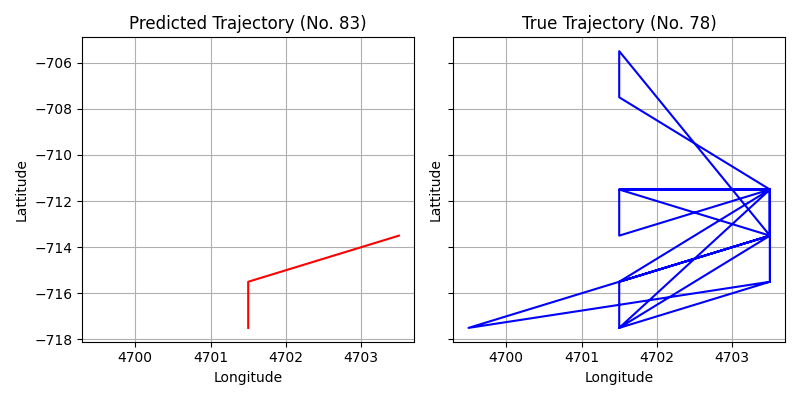 Predicted Trajectory (No. 83)
True Trajectory (No. 78)
Lattitude
−706
−708
−710
−712
−714
−716
−718
4700
4701
4702
4703
Longitude
Lattitude
4700
4701
4702
4703
Longitude